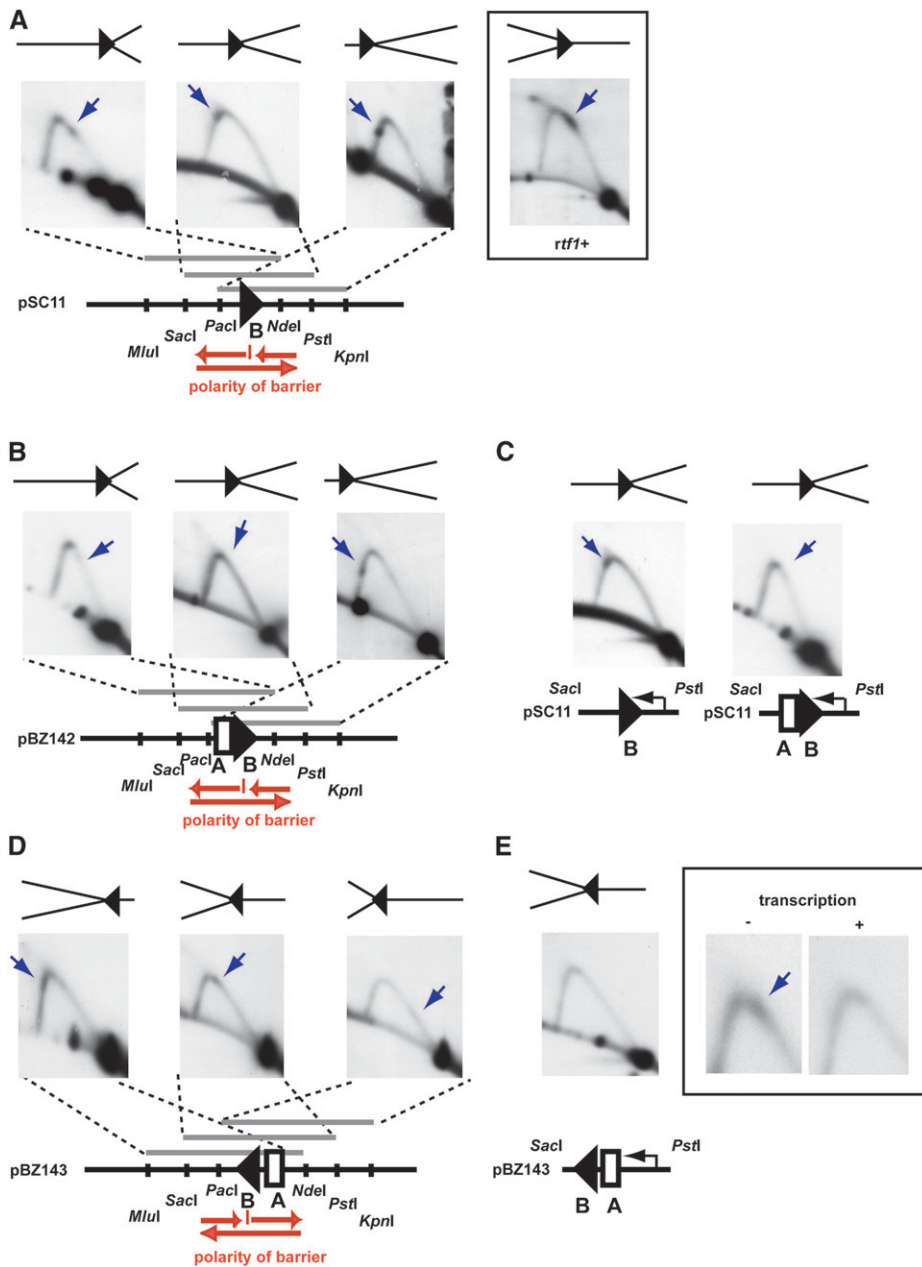 A
rtf1+
pSC11
MluI
SacI
PacI
B
NdeI
PstI
KpnI
polarity of barrier
B
pBZ142
MluI
SacI
PacI
A
B
NdeI
PstI
KpnI
polarity of barrier
C
SacI
PstI
pSC11
B
SacI
PstI
pSC11
A
B
D
pBZ143
MluI
SacI
PacI
B
A
NdeI
PstI
KpnI
polarity of barrier
E
transcription
- +
SacI
PstI
pBZ143
B
A